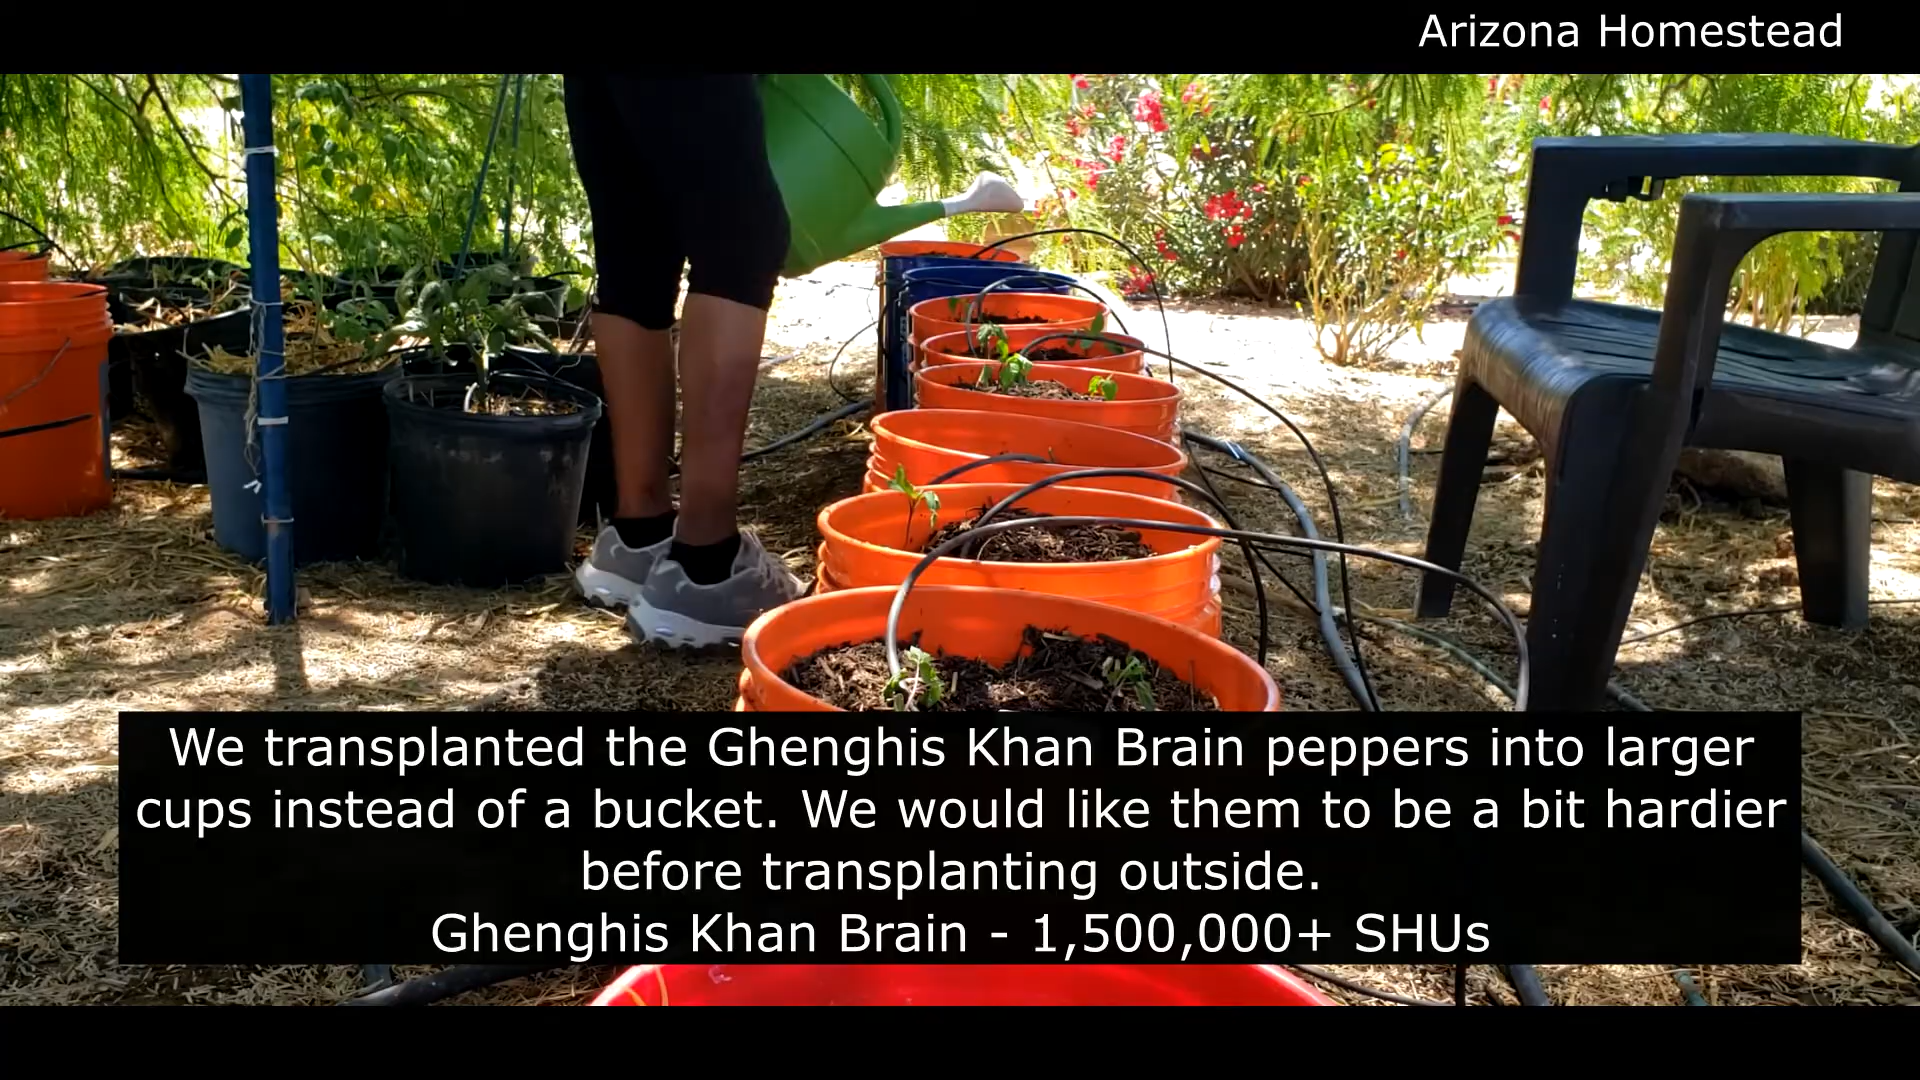 Arizona Homestead
We transplanted the Ghenghis Khan Brain peppers into larger
cups instead of a bucket. We would like them to be a bit hardier
before transplanting outside.
Ghenghis Khan Brain - 1,500,000+ SHUs